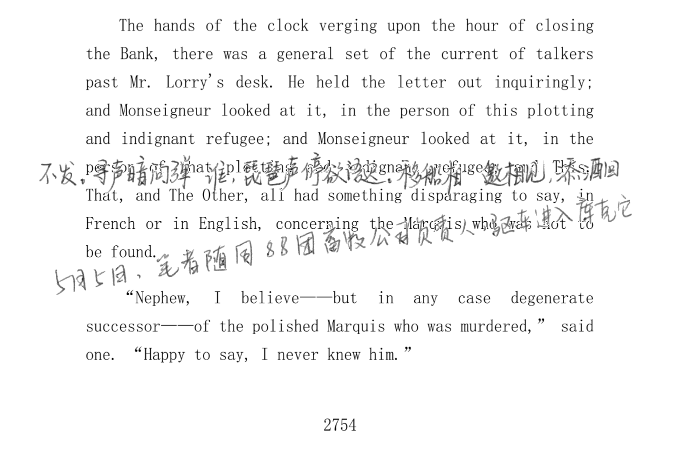 The hands of the clock verging upon the hour of closing
the Bank, there was a general set of the current of talkers
past Mr. Lorry's desk. He held the letter out inquiringly;
and Monseigneur looked at it, in the person of this plotting
and indignant refugee; and Monseigneur looked at it, in the
person of that plotting and indignant refugee; and This,
不发。寻声暗问弹 谁,琵琶声停欲语迟。移船相 邀相见,添酒回
That, and The Other, all had something disparaging to say, in
French or in English, concerning the Marquis who was not to
5月5日、笔者随同88团畜牧公司负责人 驱车进入库克它
be found.
“Nephew, I believe——but in any case degenerate
successor——of the polished Marquis who was murdered,” said
one. “Happy to say, I never knew him.”
2754